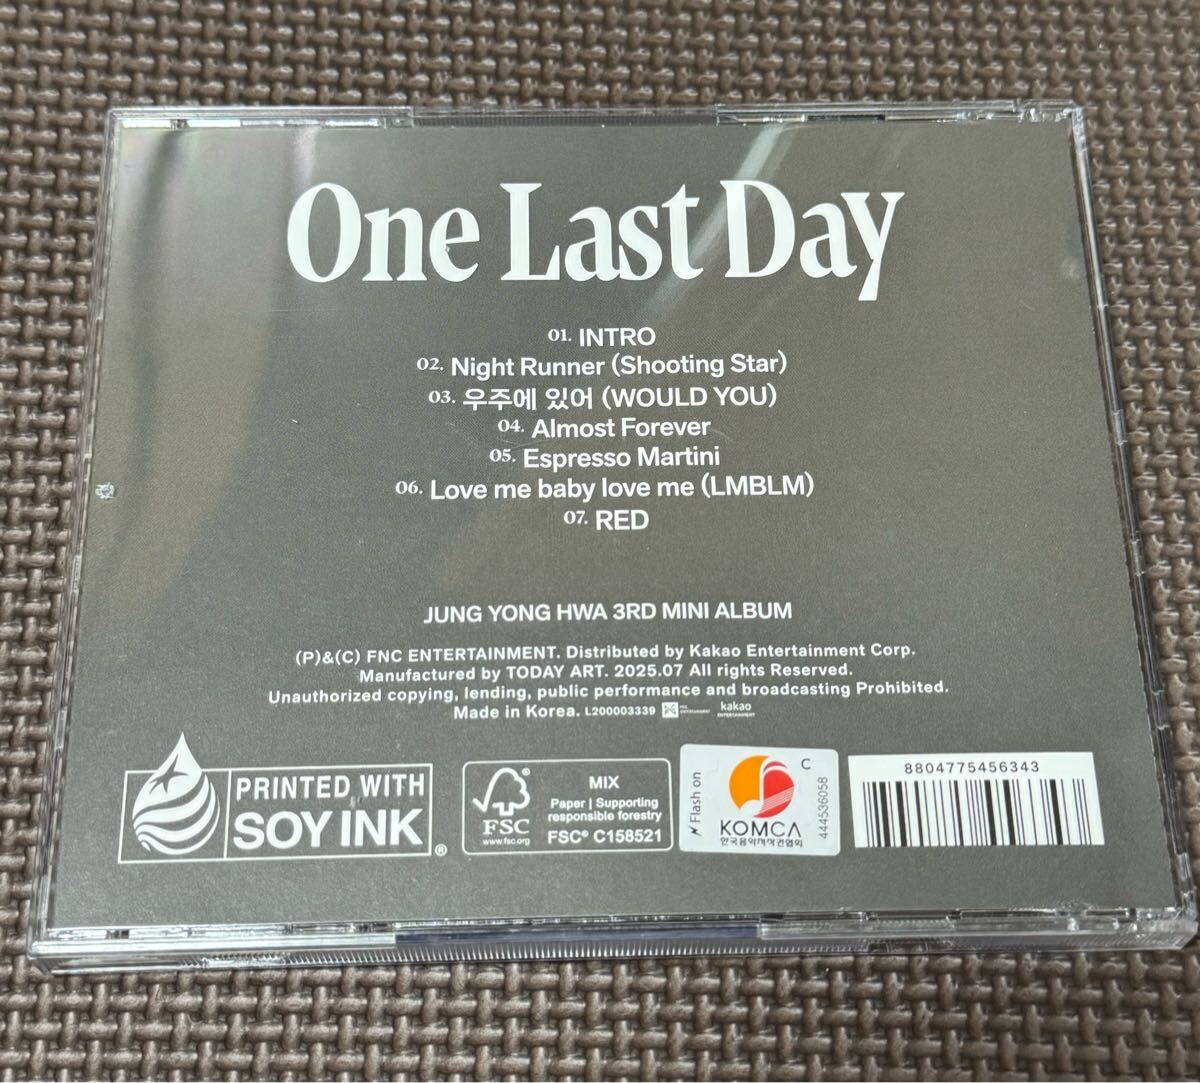 One Last Day
01. INTRO
02. Night Runner (Shooting Star)
03. 우주에 있어 (WOULD YOU)
04. Almost Forever
05. Espresso Martini
06. Love me baby love me (LMBLM)
07. RED
JUNG YONG HWA 3RD MINI ALBUM
(P)&(C) FNC ENTERTAINMENT. Distributed by Kakao Entertainment Corp.
Manufactured by TODAY ART. 2025.07 All rights Reserved.
Unauthorized copying, lending, public performance and broadcasting Prohibited.
Made in Korea. L200003339 FNC ENTERTAINMENT kakao ENTERTAINMENT
PRINTED WITH
SOY INK ®
FSC
www.fsc.org
MIX
Paper | Supporting
responsible forestry
FSC® C158521
Flash on
C
KOMCA
한국음악저작권협회
444536058
8804775456343